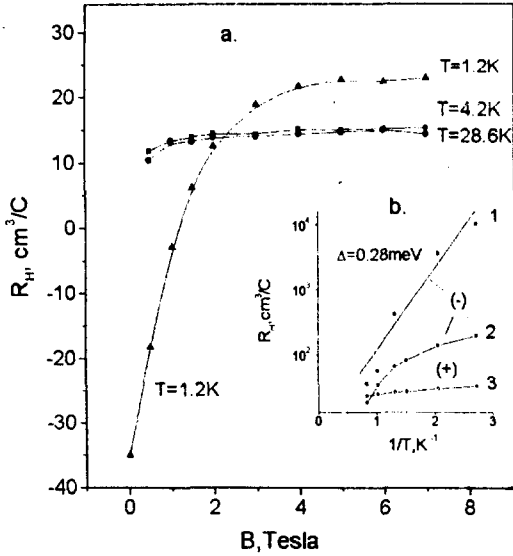 a.
30
20
10
0
-10
-20
-30
-40
R_H, cm³/C
T=1.2K
T=4.2K
T=28.6K
T=1.2K
0
2
4
6
8
B,Tesla
b.
10⁴
10³
10²
R_H,cm³/C
Δ=0.28meV
1
(-)
2
(+)
3
0
1
2
3
1/T,K⁻¹